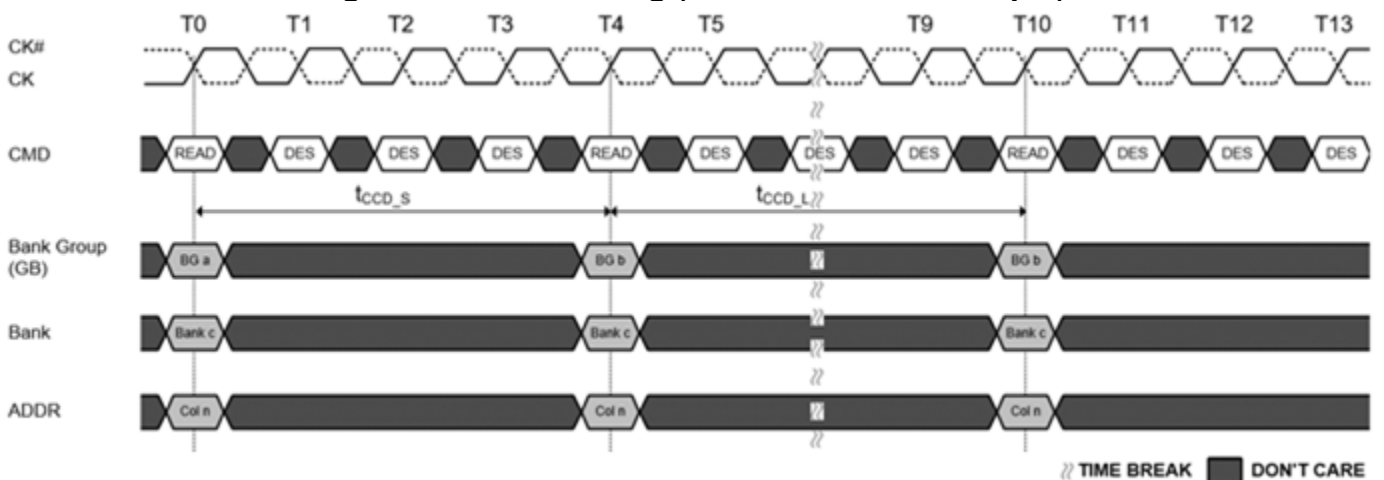 T0 T1 T2 T3 T4 T5 T9 T10 T11 T12 T13
CK#
CK
CMD READ DES DES DES READ DES DES DES READ DES DES DES
tCCD_S tCCD_L
Bank Group
(GB)
BG a BG b BG b
Bank Bank c Bank c Bank c
ADDR Col n Col n Col n
TIME BREAK DON'T CARE